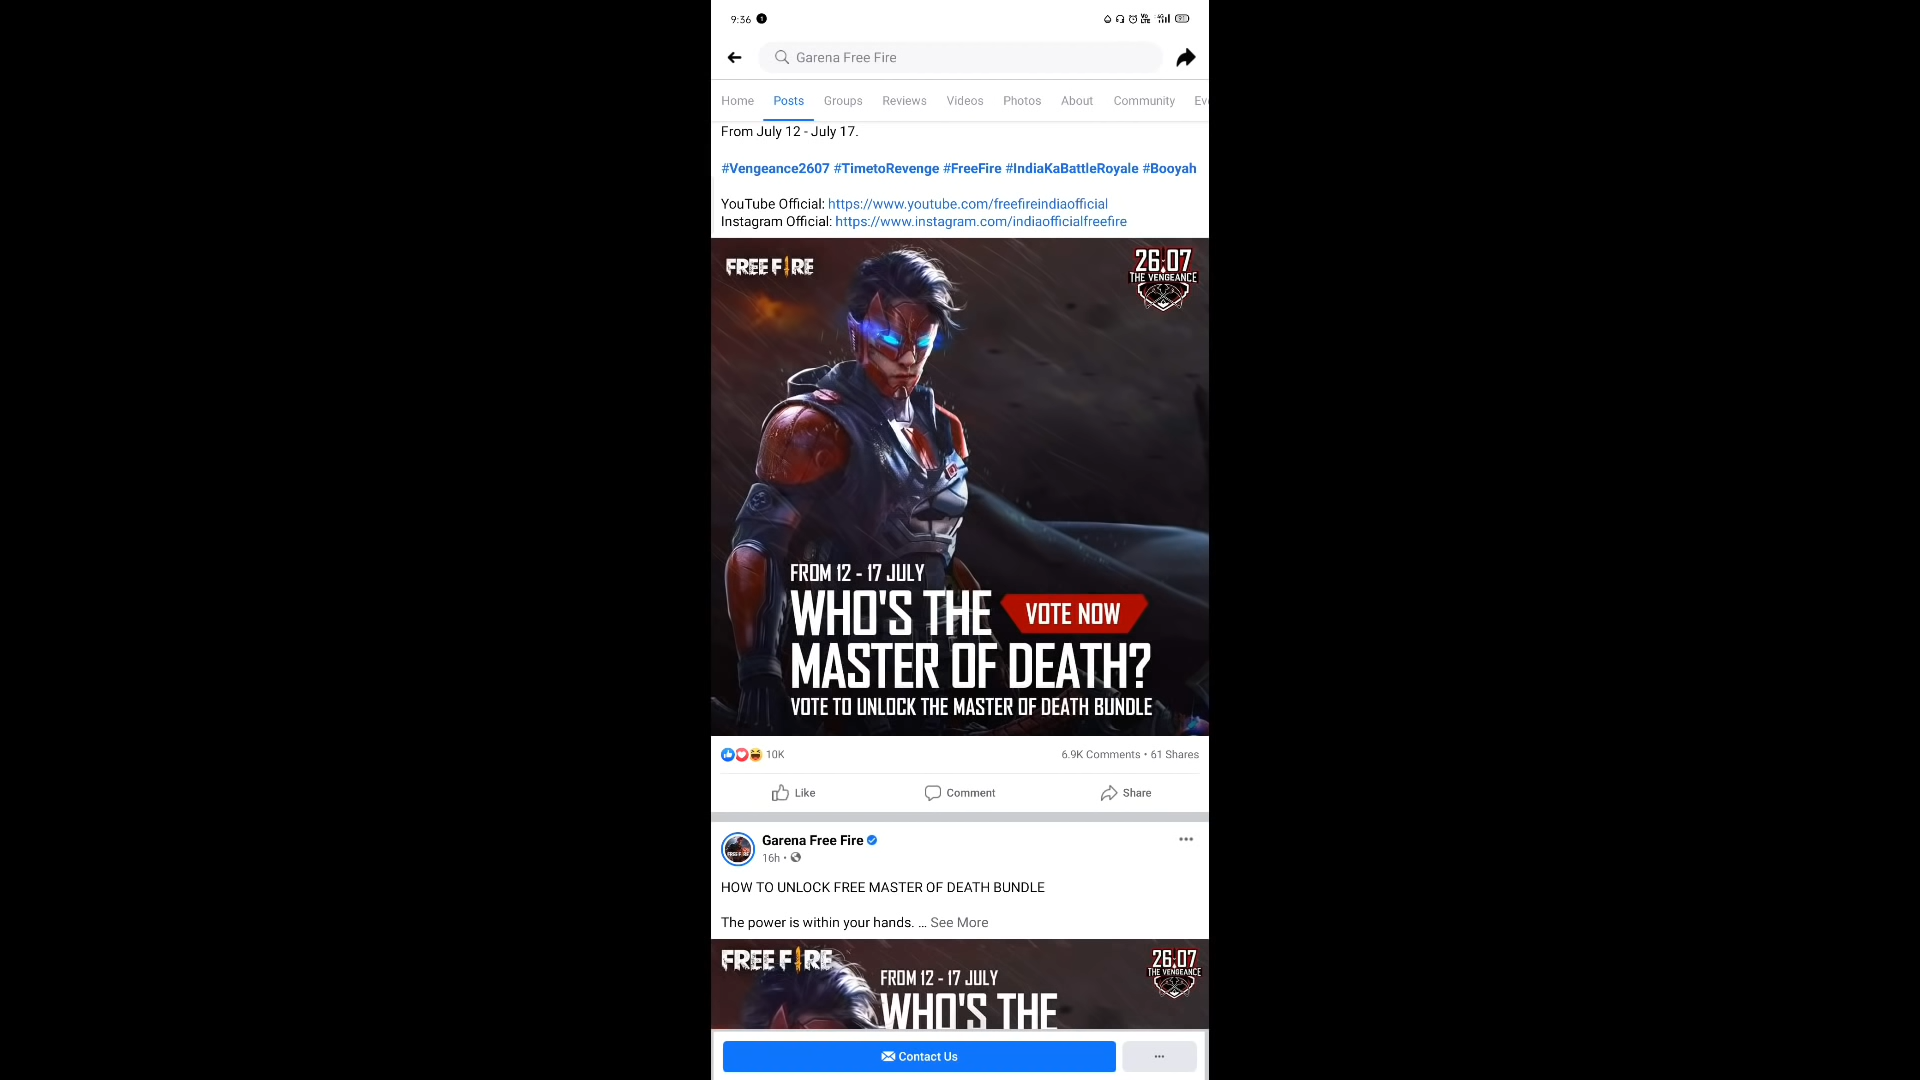 9:36
Garena Free Fire
Home Posts Groups Reviews Videos Photos About Community Ev
From July 12 - July 17.
#Vengeance2607 #TimetoRevenge #FreeFire #IndiaKaBattleRoyale #Booyah
YouTube Official: https://www.youtube.com/freefireindiaofficial
Instagram Official: https://www.instagram.com/indiaofficialfreefire
FREE FIRE
26.07
THE VENGEANCE
FROM 12 - 17 JULY
WHO'S THE
VOTE NOW
MASTER OF DEATH?
VOTE TO UNLOCK THE MASTER OF DEATH BUNDLE
10K 6.9K Comments • 61 Shares
Like Comment Share
Garena Free Fire
16h •
HOW TO UNLOCK FREE MASTER OF DEATH BUNDLE
The power is within your hands. ... See More
FREE FIRE
26.07
THE VENGEANCE
FROM 12 - 17 JULY
WHO'S THE
Contact Us